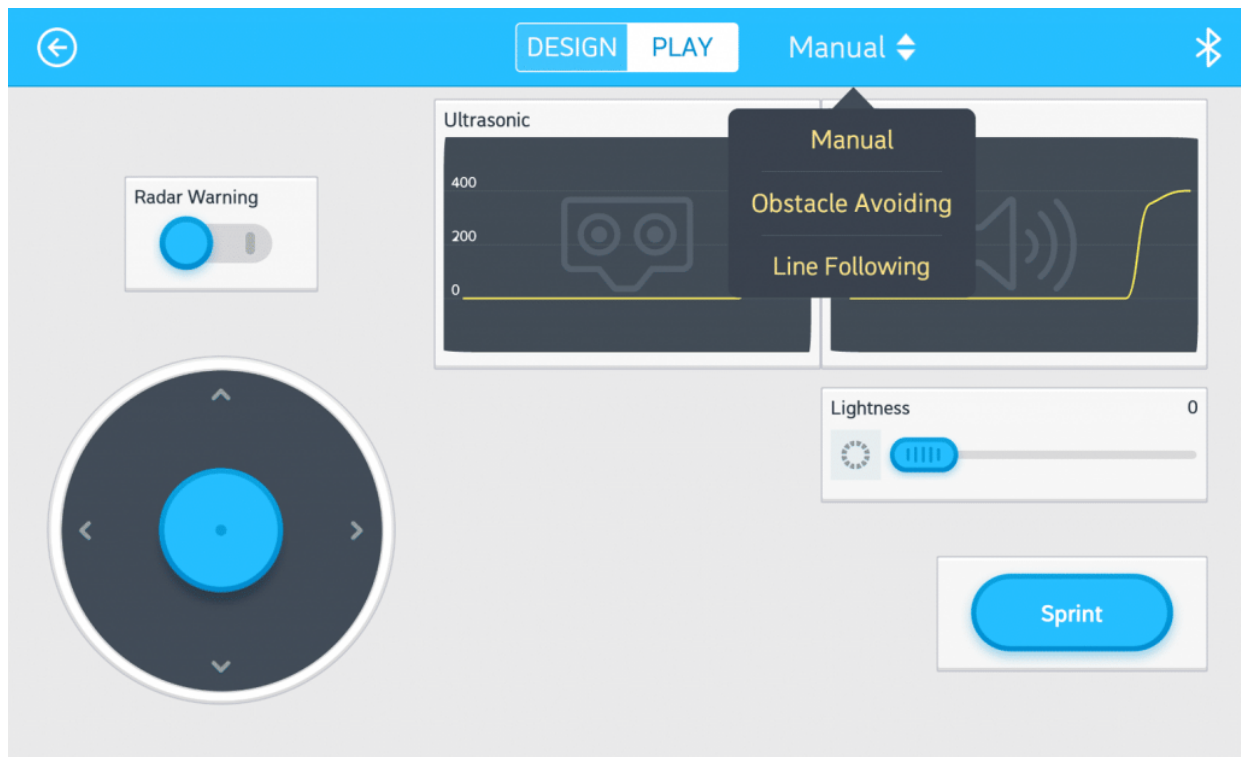 DESIGN PLAY Manual
Ultrasonic
Manual
Obstacle Avoiding
Line Following
400
200
0
Radar Warning
Lightness 0
Sprint